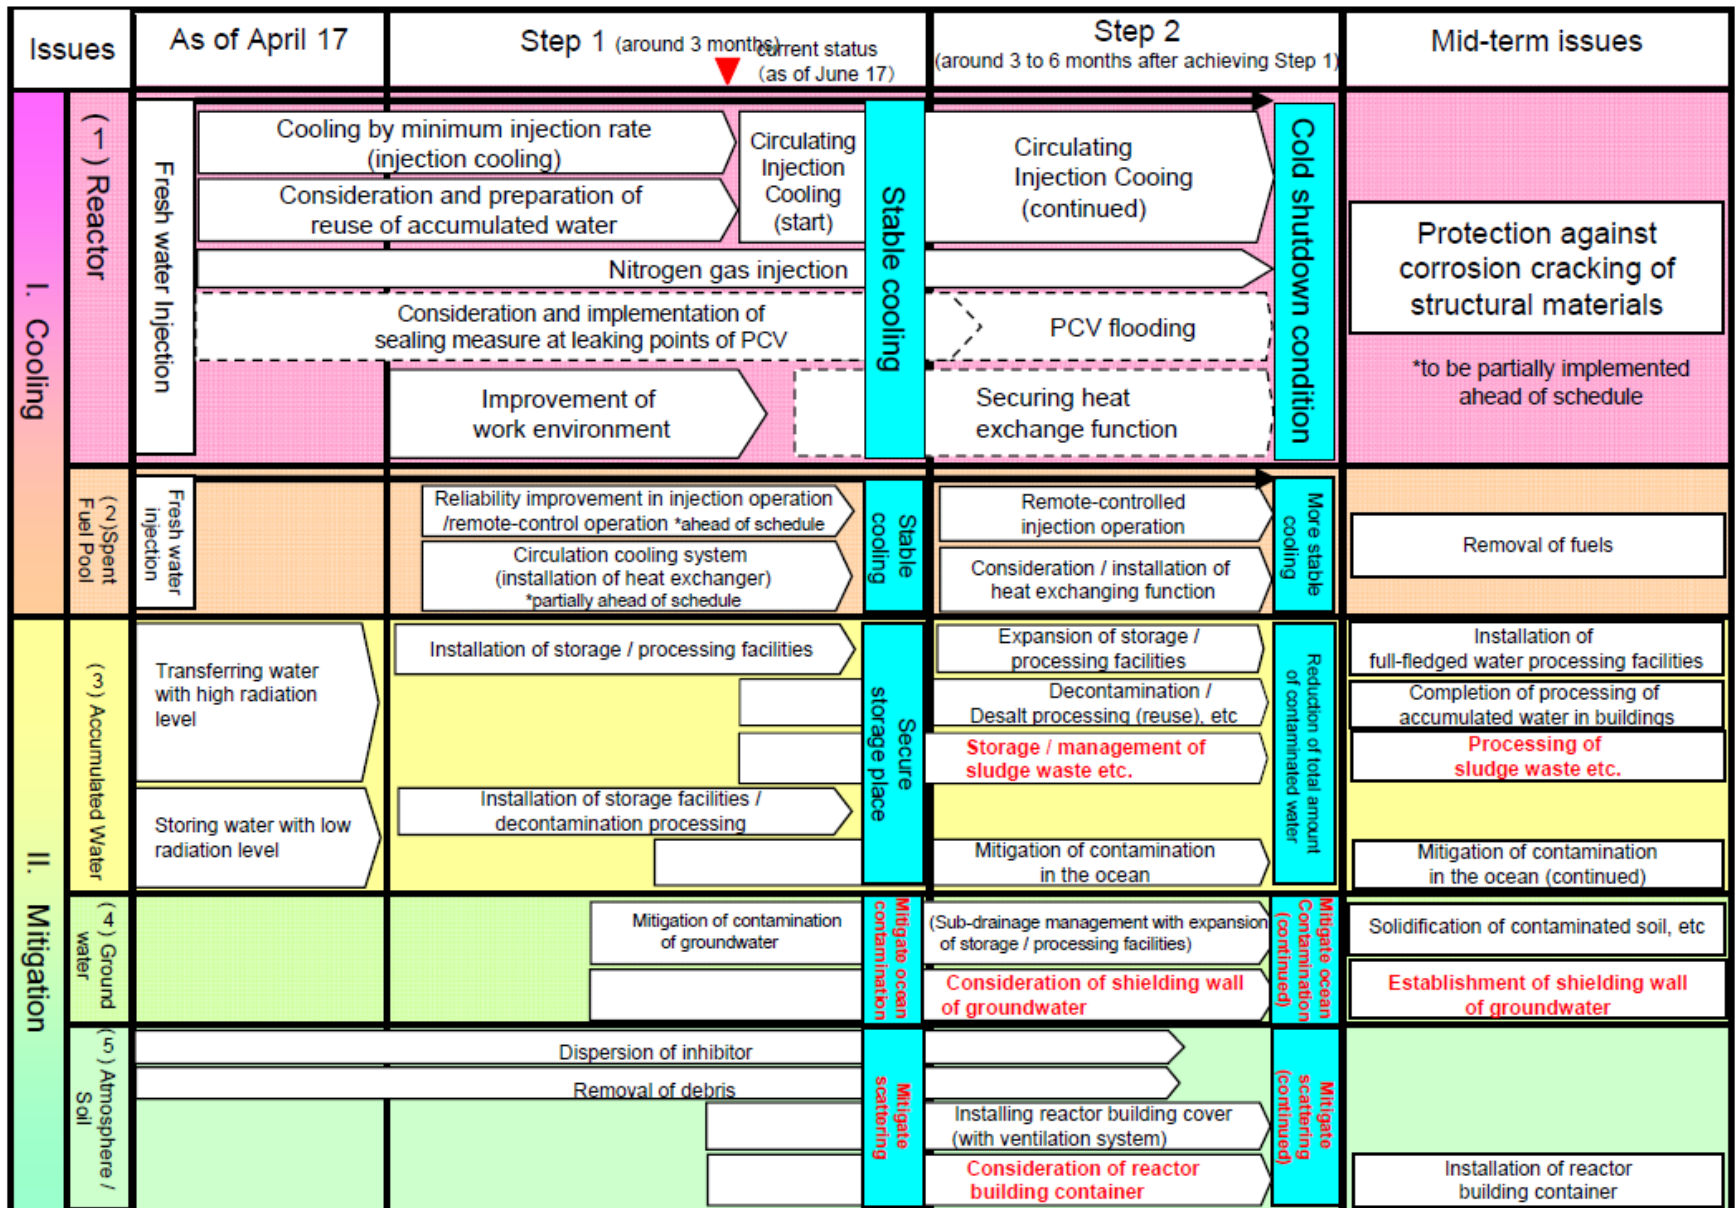 Issues
As of April 17
Step 1 (around 3 months)
current status
(as of June 17)
Step 2
(around 3 to 6 months after achieving Step 1)
Mid-term issues
I. Cooling
(1) Reactor
Fresh water Injection
Cooling by minimum injection rate
(injection cooling)
Consideration and preparation of
reuse of accumulated water
Circulating
Injection
Cooling
(start)
Nitrogen gas injection
Consideration and implementation of
sealing measure at leaking points of PCV
Improvement of
work environment
Stable cooling
Circulating
Injection Cooing
(continued)
PCV flooding
Securing heat
exchange function
Cold shutdown condition
Protection against
corrosion cracking of
structural materials
*to be partially implemented
ahead of schedule
(2)Spent
Fuel Pool
Fresh water
injection
Reliability improvement in injection operation
/remote-control operation *ahead of schedule
Circulation cooling system
(installation of heat exchanger)
*partially ahead of schedule
Stable
cooling
Remote-controlled
injection operation
Consideration / installation of
heat exchanging function
More stable
cooling
Removal of fuels
II. Mitigation
(3) Accumulated Water
Transferring water
with high radiation
level
Storing water with low
radiation level
Installation of storage / processing facilities
Installation of storage facilities /
decontamination processing
Secure
storage place
Expansion of storage /
processing facilities
Decontamination /
Desalt processing (reuse), etc
Storage / management of
sludge waste etc.
Mitigation of contamination
in the ocean
Reduction of total amount
of contaminated water
Installation of
full-fledged water processing facilities
Completion of processing of
accumulated water in buildings
Processing of
sludge waste etc.
Mitigation of contamination
in the ocean (continued)
(4) Ground
water
Mitigation of contamination
of groundwater
Mitigate ocean
contamination
(Sub-drainage management with expansion
of storage / processing facilities)
Consideration of shielding wall
of groundwater
Mitigate ocean
Contamination
(continued)
Solidification of contaminated soil, etc
Establishment of shielding wall
of groundwater
(5) Atmosphere /
Soil
Dispersion of inhibitor
Removal of debris
Mitigate
scattering
Installing reactor building cover
(with ventilation system)
Consideration of reactor
building container
Mitigate
scattering
(continued)
Installation of reactor
building container